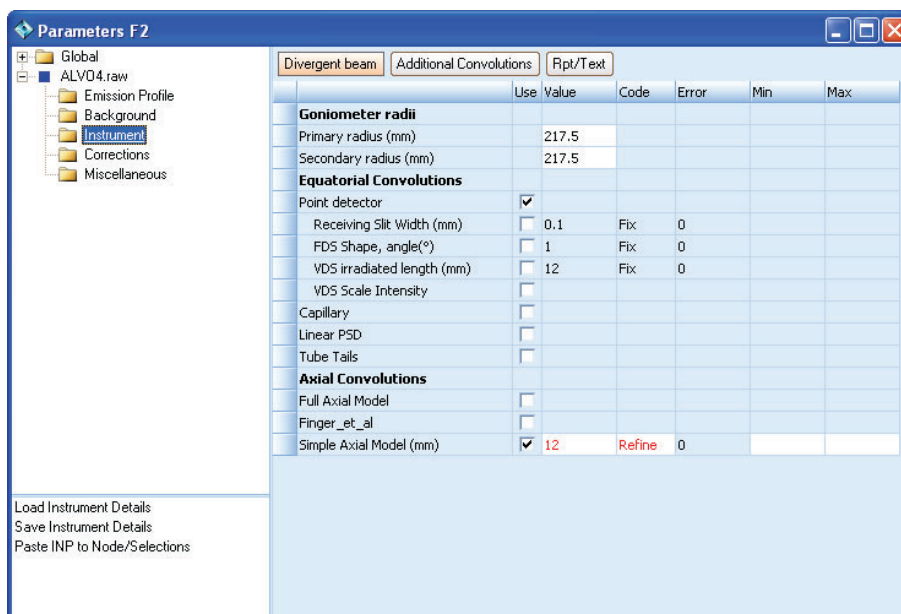 Parameters F2
Global
ALVO4.raw
Emission Profile
Background
Instrument
Corrections
Miscellaneous
Load Instrument Details
Save Instrument Details
Paste INP to Node/Selections
Divergent beam Additional Convolutions Rpt/Text
Use Value Code Error Min Max
Goniometer radii
Primary radius (mm) 217.5
Secondary radius (mm) 217.5
Equatorial Convolutions
Point detector
Receiving Slit Width (mm) 0.1 Fix 0
FDS Shape, angle(°) 1 Fix 0
VDS irradiated length (mm) 12 Fix 0
VDS Scale Intensity
Capillary
Linear PSD
Tube Tails
Axial Convolutions
Full Axial Model
Finger_et_al
Simple Axial Model (mm) 12 Refine 0